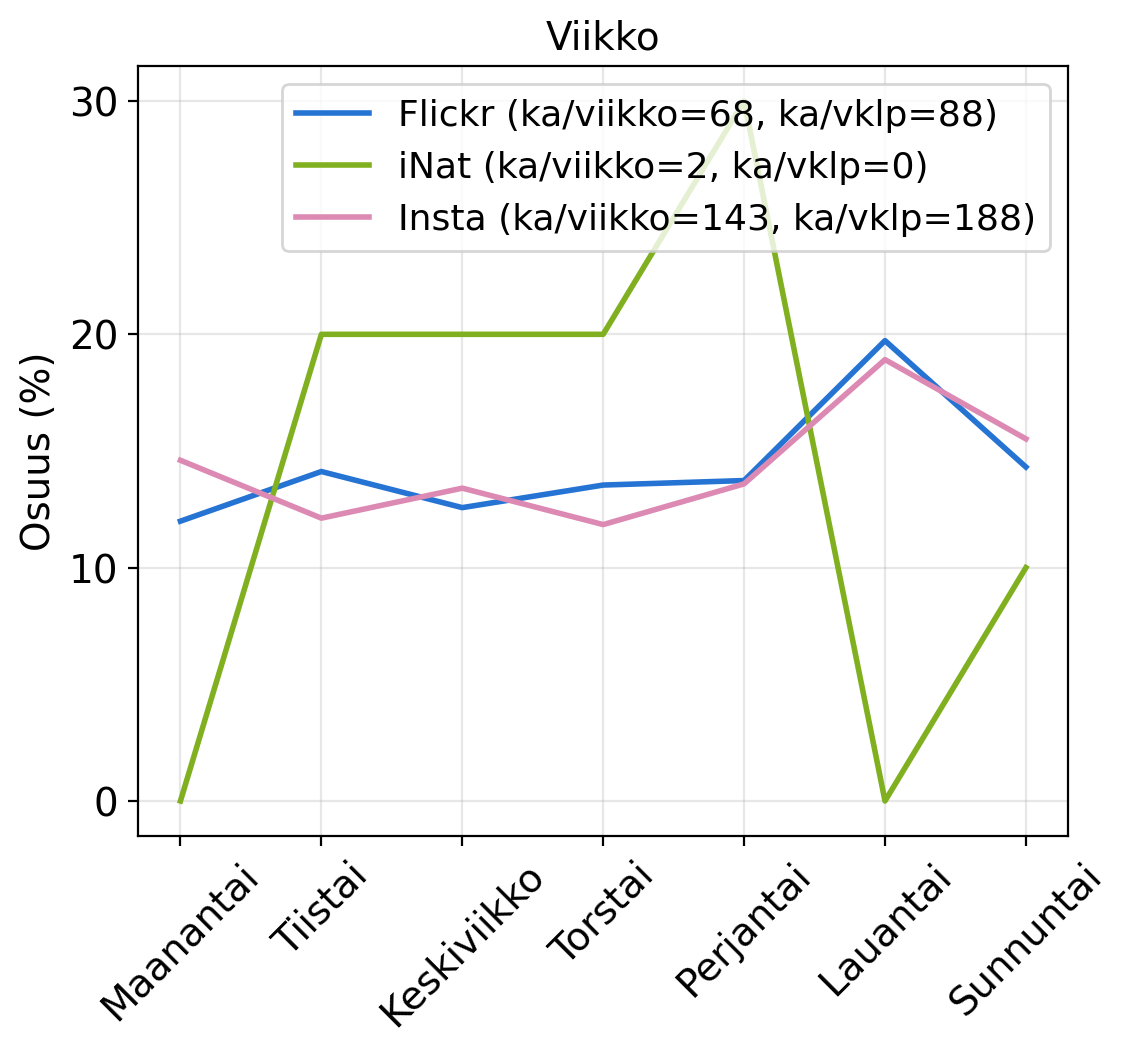 Viikko
Flickr (ka/viikko=68, ka/vklp=88)
iNat (ka/viikko=2, ka/vklp=0)
Insta (ka/viikko=143, ka/vklp=188)
Osuus (%)
30
20
10
0
Maanantai
Tiistai
Keskiviikko
Torstai
Perjantai
Lauantai
Sunnuntai